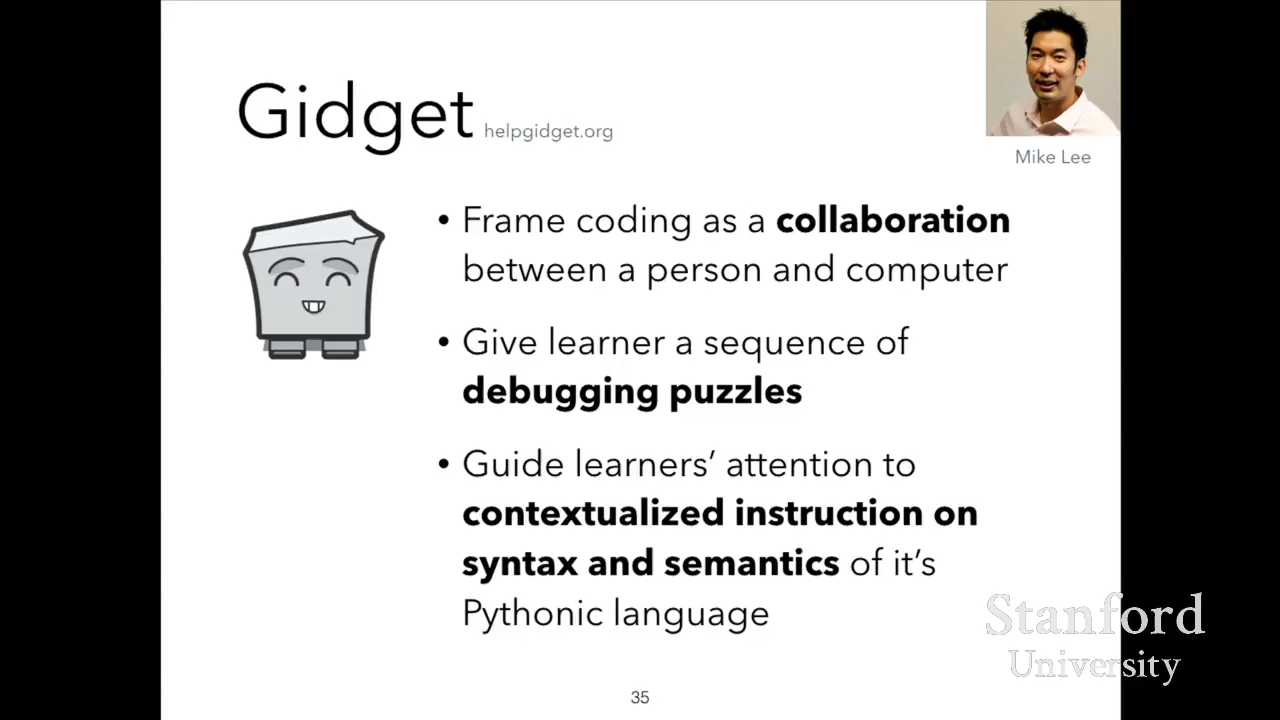 Gidget helpgidget.org
Mike Lee
• Frame coding as a collaboration
between a person and computer
• Give learner a sequence of
debugging puzzles
• Guide learners’ attention to
contextualized instruction on
syntax and semantics of it’s
Pythonic language
Stanford
University
35